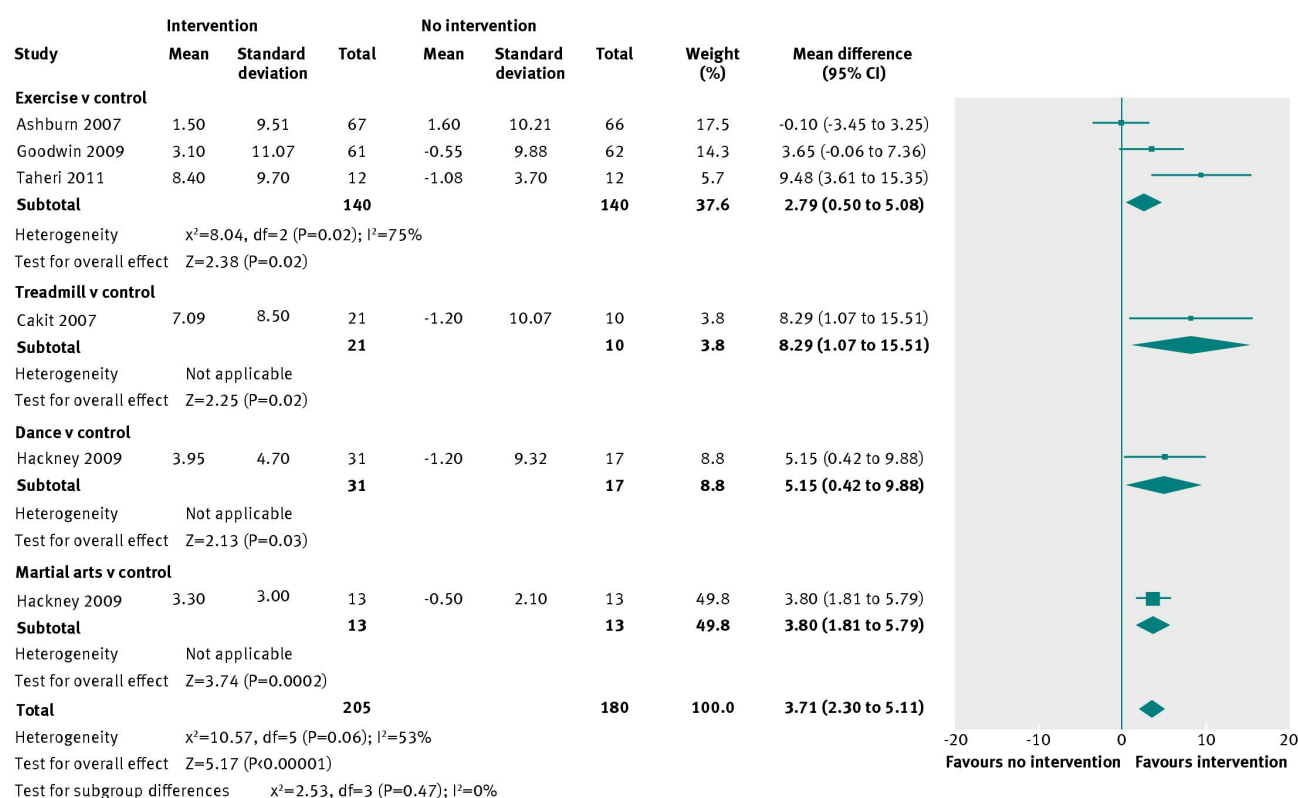 Intervention No intervention
Study Mean Standard deviation Total Mean Standard deviation Total Weight (%) Mean difference (95% CI)
Exercise v control
Ashburn 2007 1.50 9.51 67 1.60 10.21 66 17.5 -0.10 (-3.45 to 3.25)
Goodwin 2009 3.10 11.07 61 -0.55 9.88 62 14.3 3.65 (-0.06 to 7.36)
Taheri 2011 8.40 9.70 12 -1.08 3.70 12 5.7 9.48 (3.61 to 15.35)
Subtotal 140 140 37.6 2.79 (0.50 to 5.08)
Heterogeneity x²=8.04, df=2 (P=0.02); I²=75%
Test for overall effect Z=2.38 (P=0.02)
Treadmill v control
Cakit 2007 7.09 8.50 21 -1.20 10.07 10 3.8 8.29 (1.07 to 15.51)
Subtotal 21 10 3.8 8.29 (1.07 to 15.51)
Heterogeneity Not applicable
Test for overall effect Z=2.25 (P=0.02)
Dance v control
Hackney 2009 3.95 4.70 31 -1.20 9.32 17 8.8 5.15 (0.42 to 9.88)
Subtotal 31 17 8.8 5.15 (0.42 to 9.88)
Heterogeneity Not applicable
Test for overall effect Z=2.13 (P=0.03)
Martial arts v control
Hackney 2009 3.30 3.00 13 -0.50 2.10 13 49.8 3.80 (1.81 to 5.79)
Subtotal 13 13 49.8 3.80 (1.81 to 5.79)
Heterogeneity Not applicable
Test for overall effect Z=3.74 (P=0.0002)
Total 205 180 100.0 3.71 (2.30 to 5.11)
Heterogeneity x²=10.57, df=5 (P=0.06); I²=53%
Test for overall effect Z=5.17 (P<0.00001)
Test for subgroup differences x²=2.53, df=3 (P=0.47); I²=0%
-20 -10 0 10 20
Favours no intervention Favours intervention